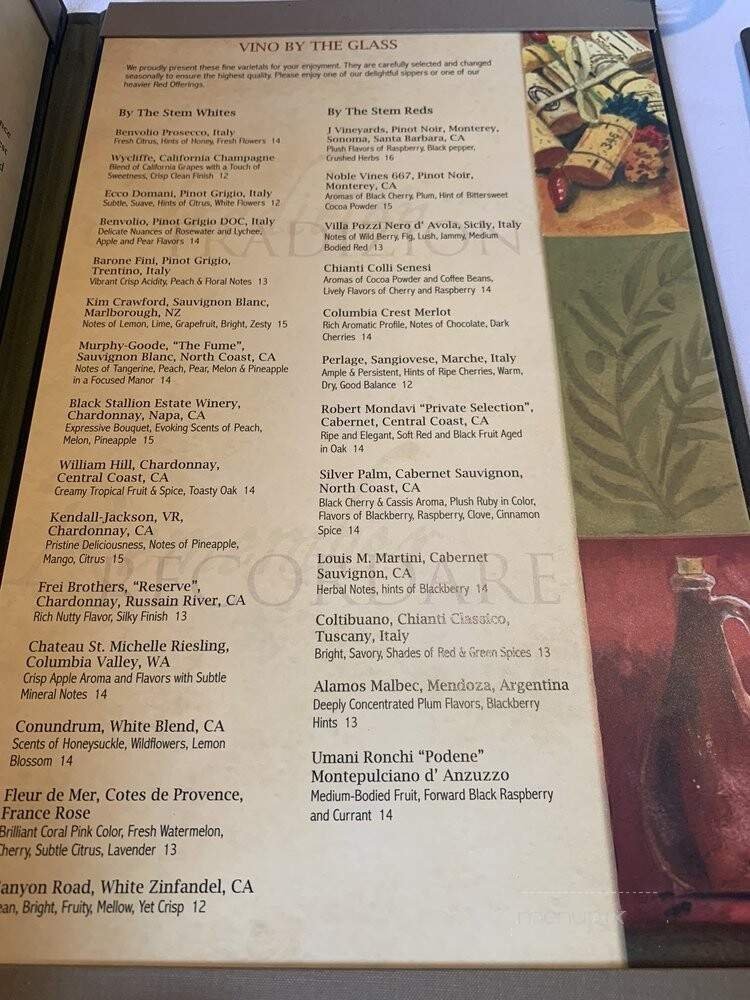 VINO BY THE GLASS
We proudly present these fine varietals for your enjoyment. They are carefully selected and changed
seasonally to ensure the highest quality. Please enjoy one of our delightful sippers or one of our
heavier Red Offerings.
By The Stem Whites
Benvolio Prosecco, Italy
Fresh Citrus, Hints of Honey, Fresh Flowers 14
Wycliffe, California Champagne
Blend of California Grapes with a Touch of
Sweetness, Crisp Clean Finish 12
Ecco Domani, Pinot Grigio, Italy
Subtle, Suave, Hints of Citrus, White Flowers 12
Benvolio, Pinot Grigio DOC, Italy
Delicate Nuances of Rosewater and Lychee,
Apple and Pear Flavors 14
Barone Fini, Pinot Grigio,
Trentino, Italy
Vibrant Crisp Acidity, Peach & Floral Notes 13
Kim Crawford, Sauvignon Blanc,
Marlborough, NZ
Notes of Lemon, Lime, Grapefruit, Bright, Zesty 15
Murphy-Goode, "The Fume",
Sauvignon Blanc, North Coast, CA
Notes of Tangerine, Peach, Pear, Melon & Pineapple
in a Focused Manor 14
Black Stallion Estate Winery,
Chardonnay, Napa, CA
Expressive Bouquet, Evoking Scents of Peach,
Melon, Pineapple 15
William Hill, Chardonnay,
Central Coast, CA
Creamy Tropical Fruit & Spice, Toasty Oak 14
Kendall-Jackson, VR,
Chardonnay, CA
Pristine Deliciousness, Notes of Pineapple,
Mango, Citrus 15
Frei Brothers, "Reserve",
Chardonnay, Russain River, CA
Rich Nutty Flavor, Silky Finish 13
Chateau St. Michelle Riesling,
Columbia Valley, WA
Crisp Apple Aroma and Flavors with Subtle
Mineral Notes 14
Conundrum, White Blend, CA
Scents of Honeysuckle, Wildflowers, Lemon
Blossom 14
Fleur de Mer, Cotes de Provence,
France Rose
Brilliant Coral Pink Color, Fresh Watermelon,
Cherry, Subtle Citrus, Lavender 13
anyon Road, White Zinfandel, CA
ean, Bright, Fruity, Mellow, Yet Crisp 12
By The Stem Reds
J Vineyards, Pinot Noir, Monterey,
Sonoma, Santa Barbara, CA
Plush Flavors of Raspberry, Black pepper,
Crushed Herbs 16
Noble Vines 667, Pinot Noir,
Monterey, CA
Aromas of Black Cherry, Plum, Hint of Bittersweet
Cocoa Powder 15
Villa Pozzi Nero d' Avola, Sicily, Italy
Notes of Wild Berry, Fig, Lush, Jammy, Medium
Bodied Red 13
Chianti Colli Senesi
Aromas of Cocoa Powder and Coffee Beans,
Lively Flavors of Cherry and Raspberry 14
Columbia Crest Merlot
Rich Aromatic Profile, Notes of Chocolate, Dark
Cherries 14
Perlage, Sangiovese, Marche, Italy
Ample & Persistent, Hints of Ripe Cherries, Warm,
Dry, Good Balance 12
Robert Mondavi "Private Selection",
Cabernet, Central Coast, CA
Ripe and Elegant, Soft Red and Black Fruit Aged
in Oak 14
Silver Palm, Cabernet Sauvignon,
North Coast, CA
Black Cherry & Cassis Aroma, Plush Ruby in Color,
Flavors of Blackberry, Raspberry, Clove, Cinnamon
Spice 14
Louis M. Martini, Cabernet
Sauvignon, CA
Herbal Notes, hints of Blackberry 14
Coltibuano, Chianti Classico,
Tuscany, Italy
Bright, Savory, Shades of Red & Green Spices 13
Alamos Malbec, Mendoza, Argentina
Deeply Concentrated Plum Flavors, Blackberry
Hints 13
Umani Ronchi "Podene"
Montepulciano d' Anzuzzo
Medium-Bodied Fruit, Forward Black Raspberry
and Currant 14